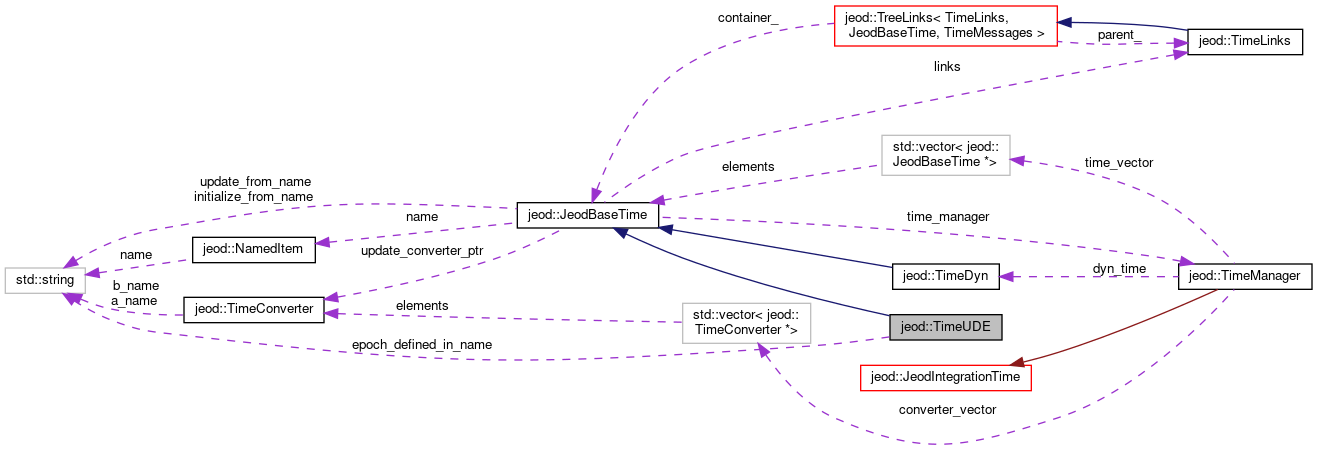 container_
jeod::TreeLinks< TimeLinks,
JeodBaseTime, TimeMessages >
parent_
jeod::TimeLinks
links
std::vector< jeod::
JeodBaseTime *>
time_vector
elements
update_from_name
initialize_from_name
jeod::JeodBaseTime
name
time_manager
jeod::NamedItem
update_converter_ptr
name
std::string
dyn_time
jeod::TimeDyn
jeod::TimeManager
b_name
a_name
jeod::TimeConverter
elements
std::vector< jeod::
TimeConverter *>
jeod::TimeUDE
epoch_defined_in_name
jeod::JeodIntegrationTime
converter_vector